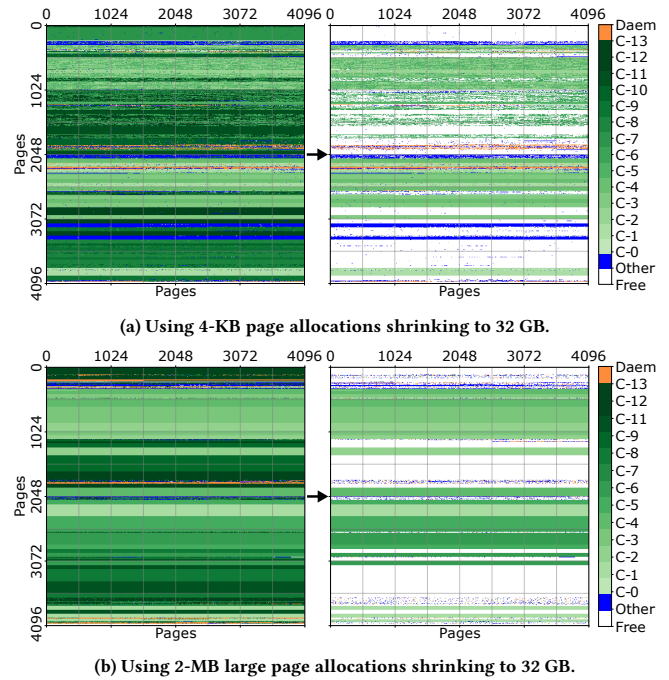 0 1024 2048 3072 4096 0 1024 2048 3072 4096
0
1024
2048
3072
4096
Pages
Pages Pages
Daem
C-13
C-12
C-11
C-10
C-9
C-8
C-7
C-6
C-5
C-4
C-3
C-2
C-1
C-0
Other
Free
(a) Using 4-KB page allocations shrinking to 32 GB.
0 1024 2048 3072 4096 0 1024 2048 3072 4096
0
1024
2048
3072
4096
Pages
Pages Pages
Daem
C-13
C-12
C-11
C-9
C-8
C-7
C-6
C-5
C-4
C-3
C-2
C-1
C-0
Other
Free
(b) Using 2-MB large page allocations shrinking to 32 GB.